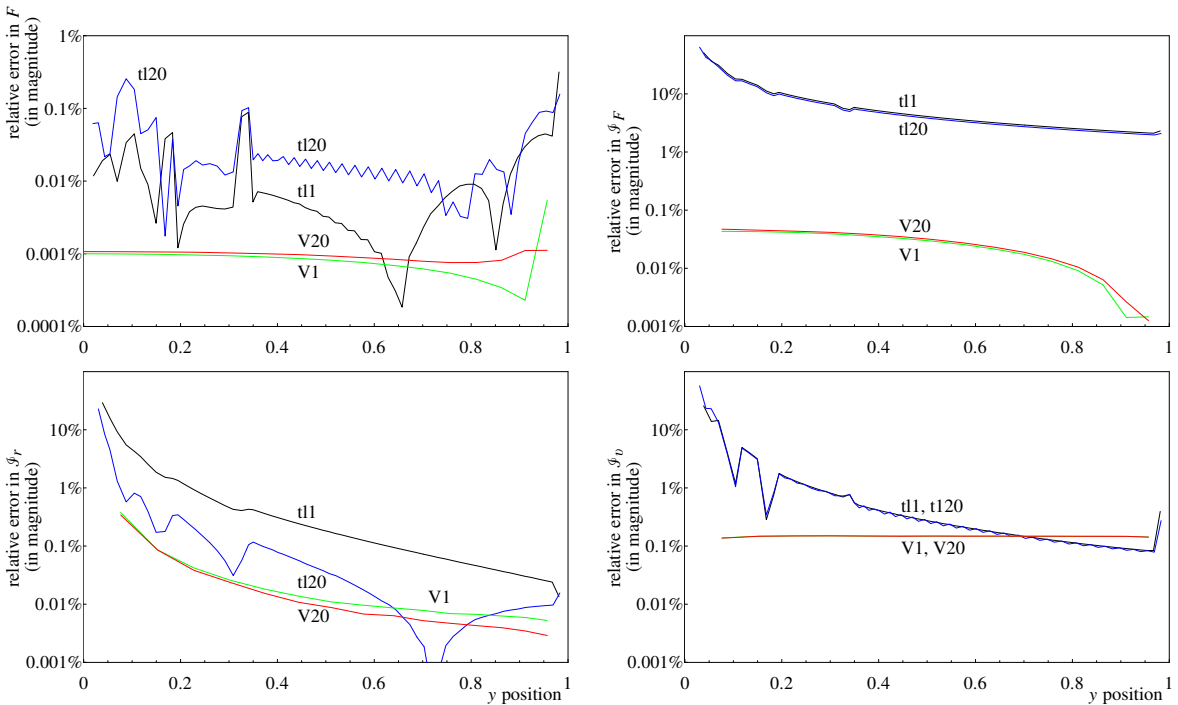 relative error in F
(in magnitude)
1%
0.1%
0.01%
0.001%
0.0001%
tl20
tl20
tl1
V20
V1
0 0.2 0.4 0.6 0.8 1
relative error in ℐ_F
(in magnitude)
10%
1%
0.1%
0.01%
0.001%
tl1
tl20
V20
V1
0 0.2 0.4 0.6 0.8 1
relative error in ℐ_r
(in magnitude)
10%
1%
0.1%
0.01%
0.001%
tl1
tl20
V1
V20
0 0.2 0.4 0.6 0.8 1
y position
relative error in ℐ_υ
(in magnitude)
10%
1%
0.1%
0.01%
0.001%
tl1, t120
V1, V20
0 0.2 0.4 0.6 0.8 1
y position